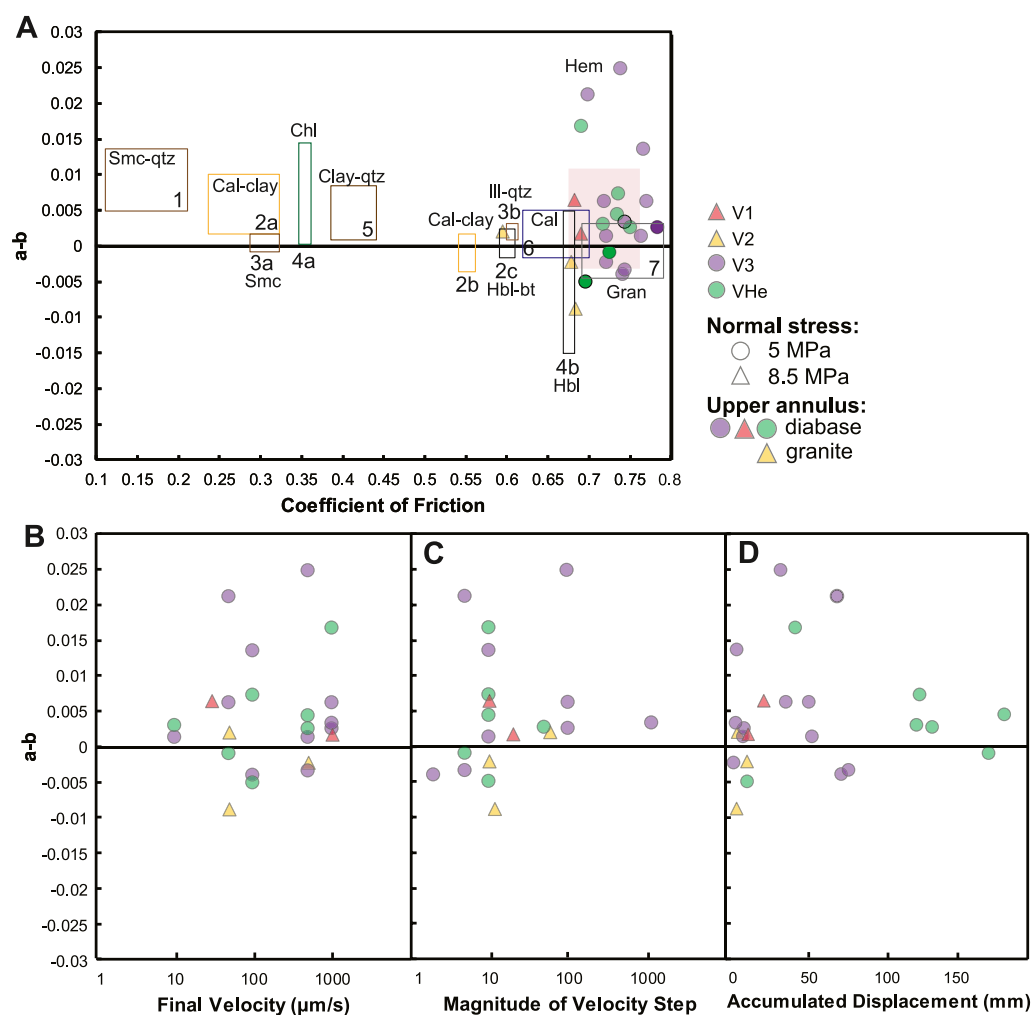 A
0.03
0.025
0.02
0.015
0.01
0.005
0
-0.005
-0.01
-0.015
-0.02
-0.025
-0.03
a-b
0.1 0.15 0.2 0.25 0.3 0.35 0.4 0.45 0.5 0.55 0.6 0.65 0.7 0.75 0.8
Coefficient of Friction
Hem
Chl
Smc-qtz
1
Cal-clay
2a
3a
Smc
4a
Clay-qtz
5
Cal-clay
2b
Ill-qtz
3b
2c
Hbl-bt
Cal
6
4b
Hbl
7
Gran
V1
V2
V3
VHe
Normal stress:
5 MPa
8.5 MPa
Upper annulus:
diabase
granite
B
0.03
0.025
0.02
0.015
0.01
0.005
0
-0.005
-0.01
-0.015
-0.02
-0.025
-0.03
a-b
1 10 100 1000
Final Velocity (µm/s)
C
1 10 100 1000
Magnitude of Velocity Step
D
0 50 100 150
Accumulated Displacement (mm)